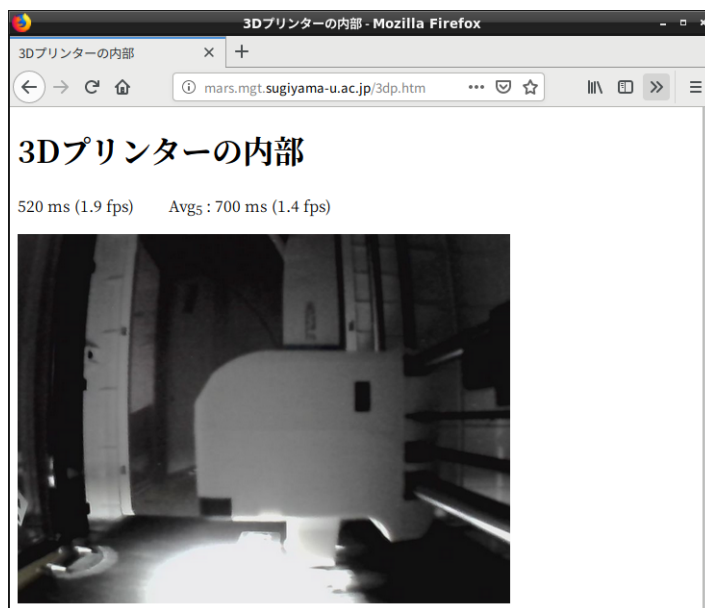 3Dプリンターの内部 - Mozilla Firefox
3Dプリンターの内部
mars.mgt.sugiyama-u.ac.jp/3dp.htm
3Dプリンターの内部
520 ms (1.9 fps) Avg5 : 700 ms (1.4 fps)